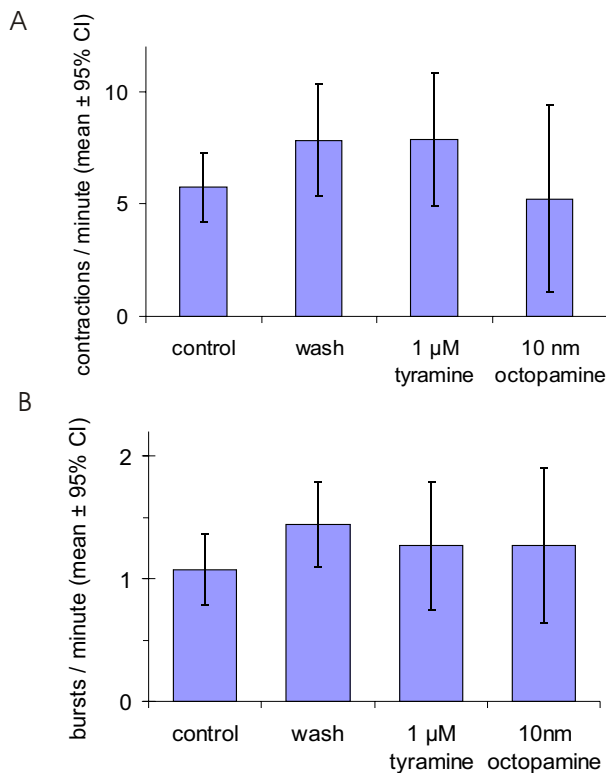 A
contractions / minute (mean ± 95% CI)
10
5
0
control
wash
1 µM
tyramine
10 nm
octopamine
B
bursts / minute (mean ± 95% CI)
2
1
0
control
wash
1 µM
tyramine
10nm
octopamine